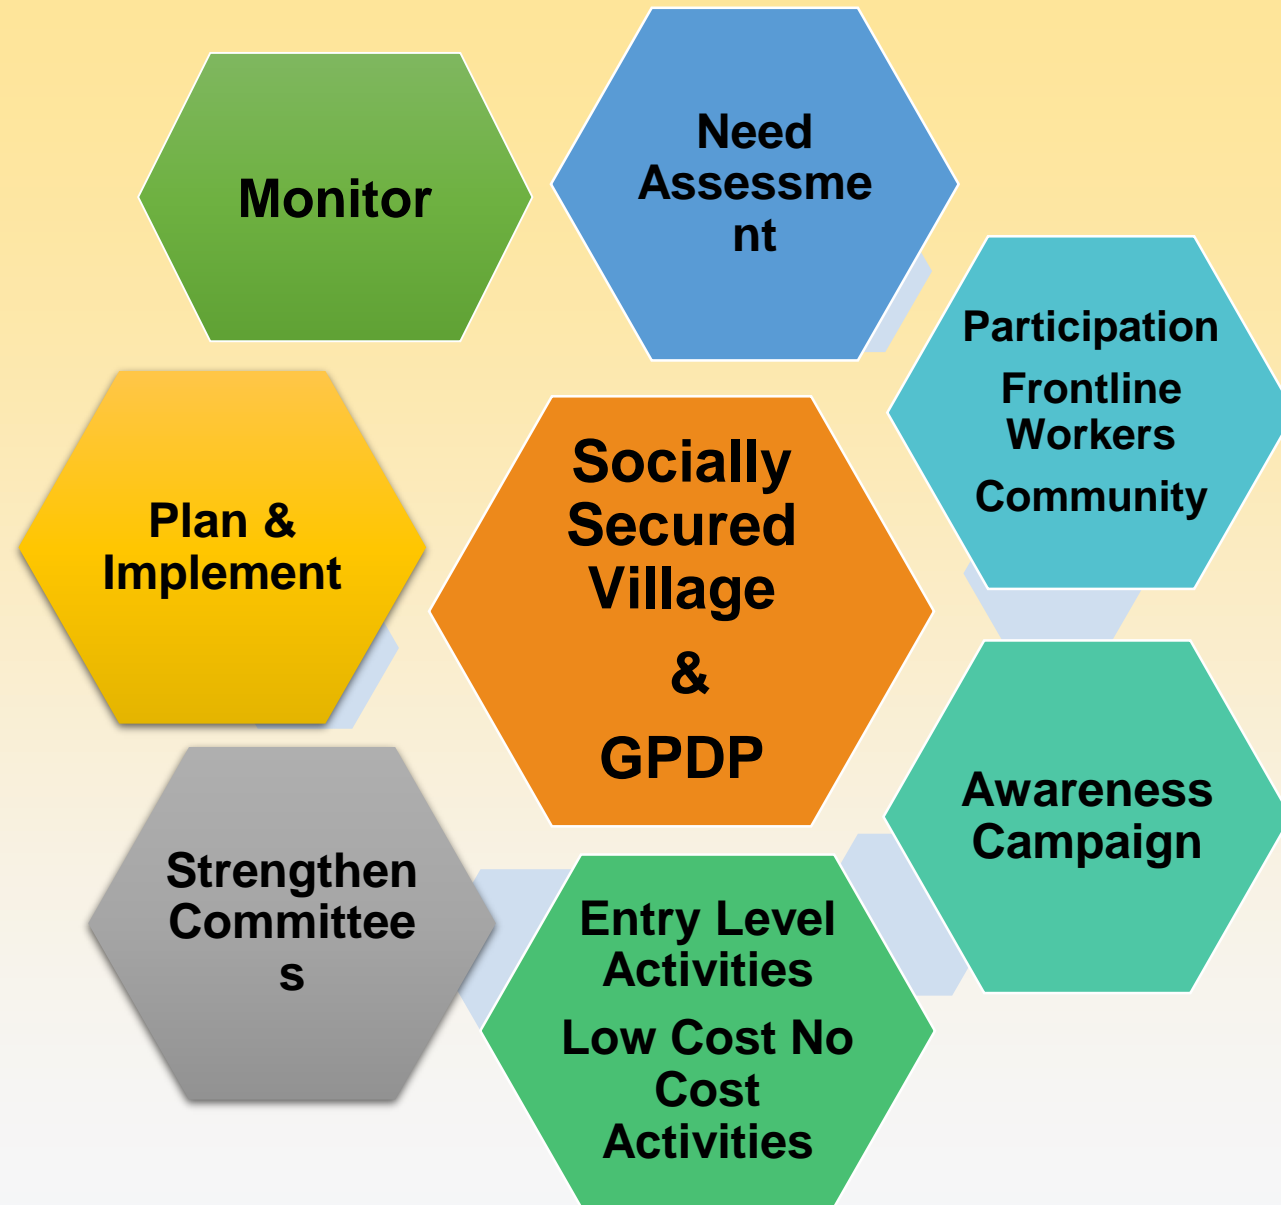 Monitor
Need
Assessme
nt
Participation
Frontline
Workers
Community
Socially
Secured
Village
&
GPDP
Plan &
Implement
Awareness
Campaign
Strengthen
Committee
s
Entry Level
Activities
Low Cost No
Cost
Activities